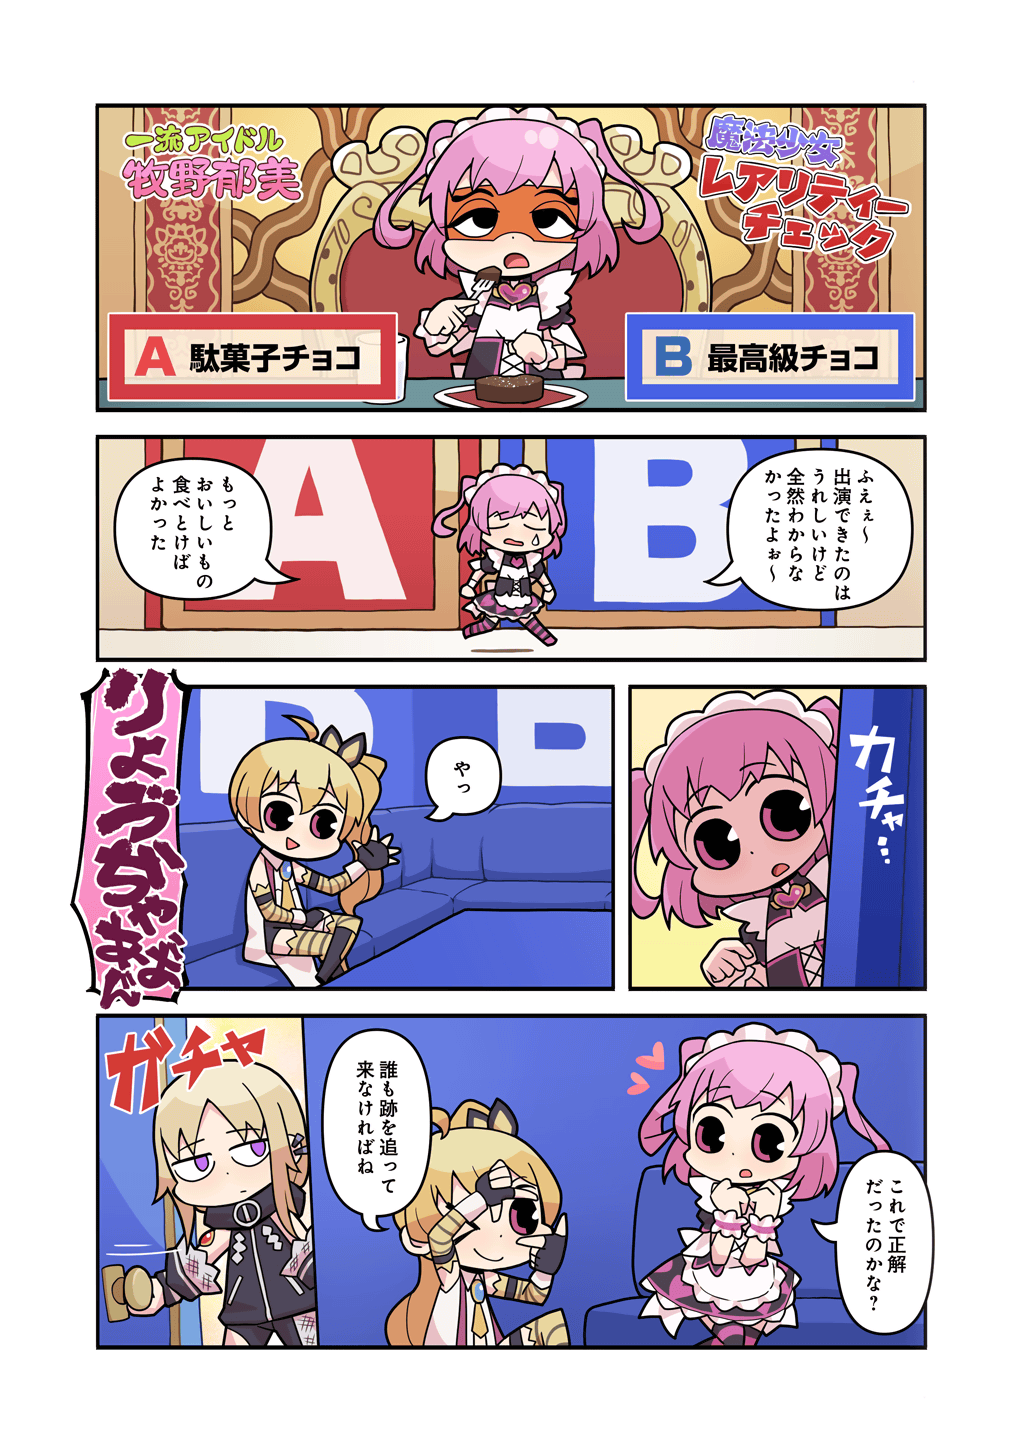 魔法少女
レアリティー
チェック
一流アイドル
牧野郁美
A 駄菓子チョコ
B 最高級チョコ
A
B
ふえぇ～
出演できたのは
うれしいけど
全然わからな
かったよぉ～
もっと
おいしいもの
食べとけば
よかった
ガチャ…
B
B
やっ
りょづちゃあ゛ん゛
これで正解
だったのかな？
誰も跡を追って
来なければね
ガチャ